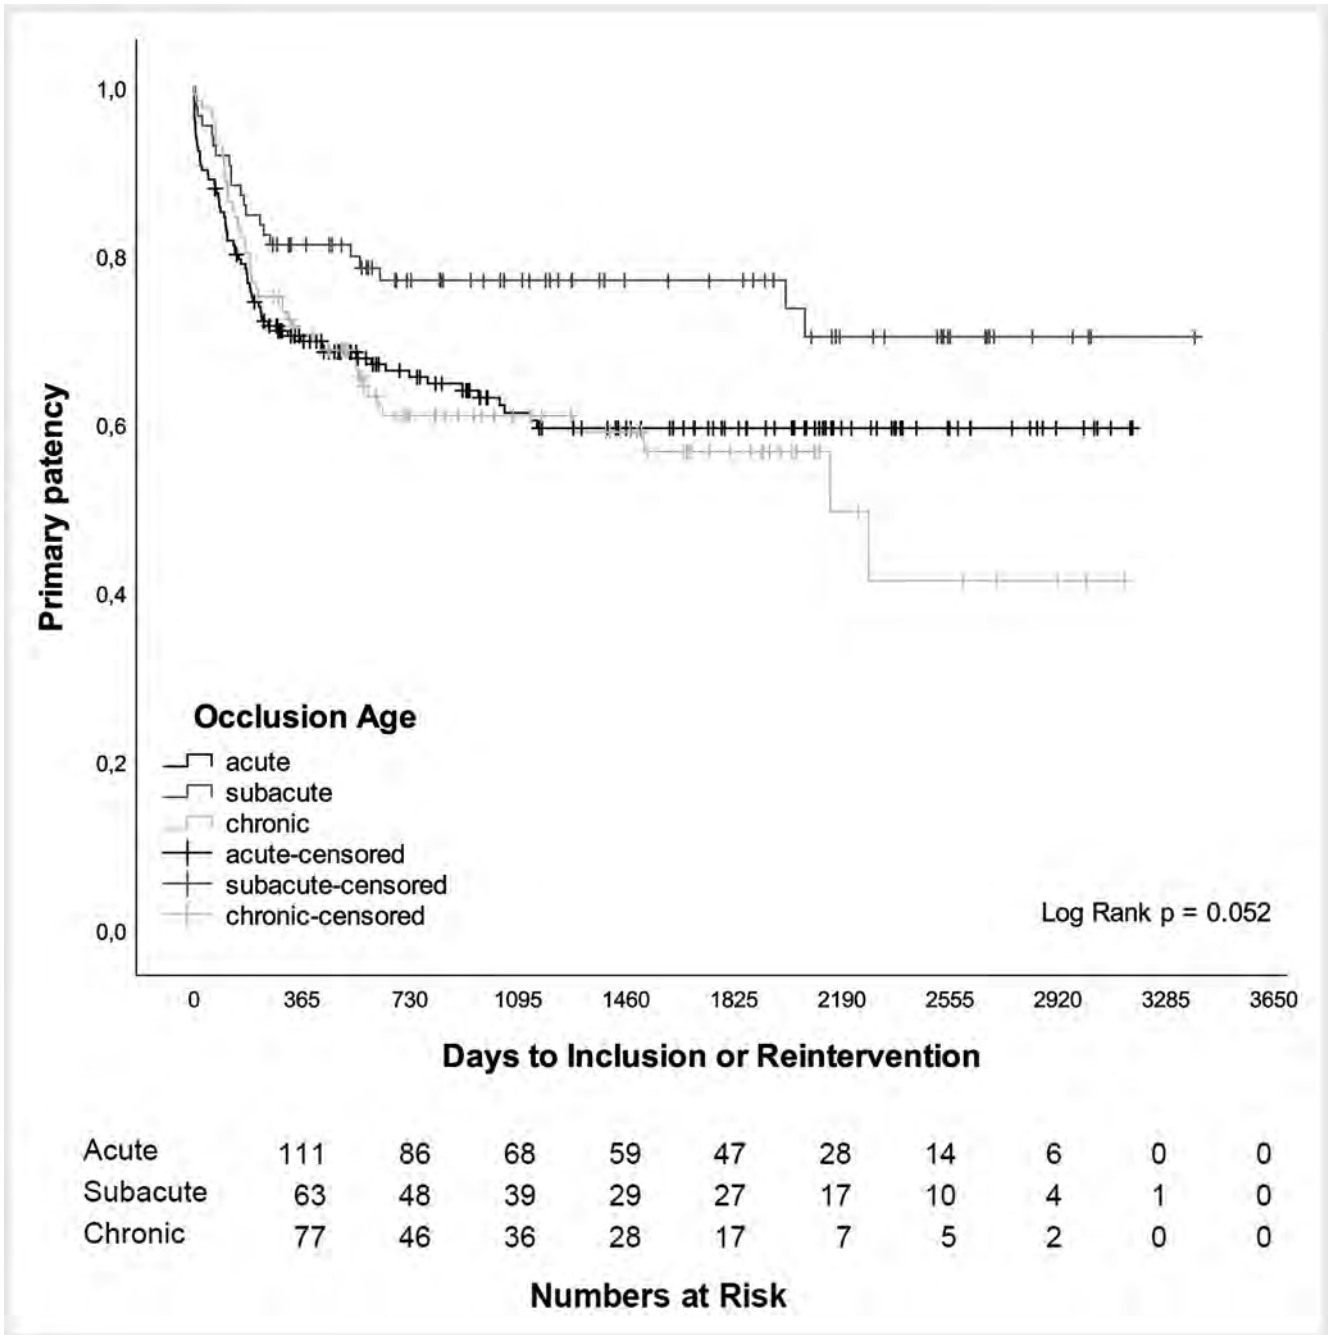 1,0
0,8
0,6
0,4
0,2
0,0
Primary patency
Occlusion Age
acute
subacute
chronic
acute-censored
subacute-censored
chronic-censored
Log Rank p = 0.052
0 365 730 1095 1460 1825 2190 2555 2920 3285 3650
Days to Inclusion or Reintervention
Acute 111 86 68 59 47 28 14 6 0 0
Subacute 63 48 39 29 27 17 10 4 1 0
Chronic 77 46 36 28 17 7 5 2 0 0
Numbers at Risk